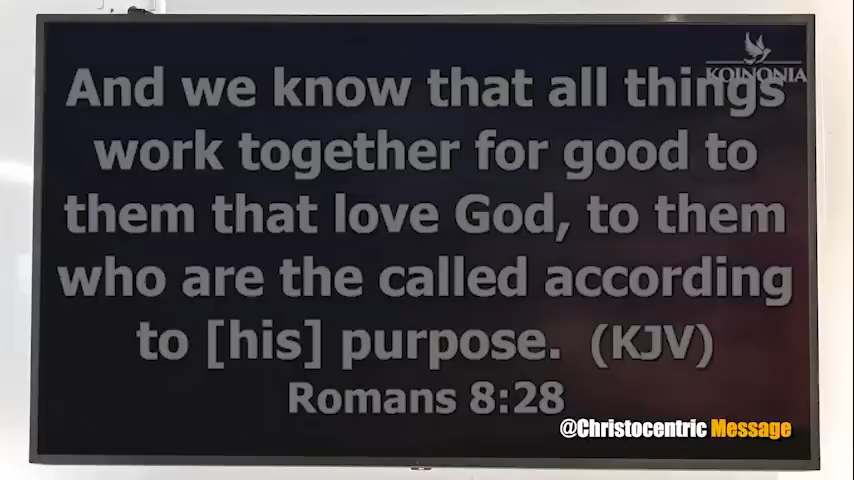 KOINONIA
And we know that all things
work together for good to
them that love God, to them
who are the called according
to [his] purpose. (KJV)
Romans 8:28
@Christocentric Message